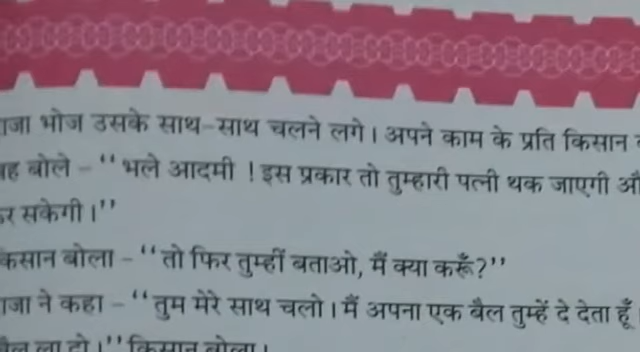 भोज उसके साथ-साथ चलने लगे। अपने काम के प्रति किसान
बोले – ‘‘भले आदमी ! इस प्रकार तो तुम्हारी पत्नी थक जाएगी
सकेगी।’’
बोला – ‘‘तो फिर तुम्हीं बताओ, मैं क्या करूँ?’’
ने कहा – ‘‘तुम मेरे साथ चलो। मैं अपना एक बैल तुम्हें दे देता हूँ।
ला दो।’’ किसान बोला।